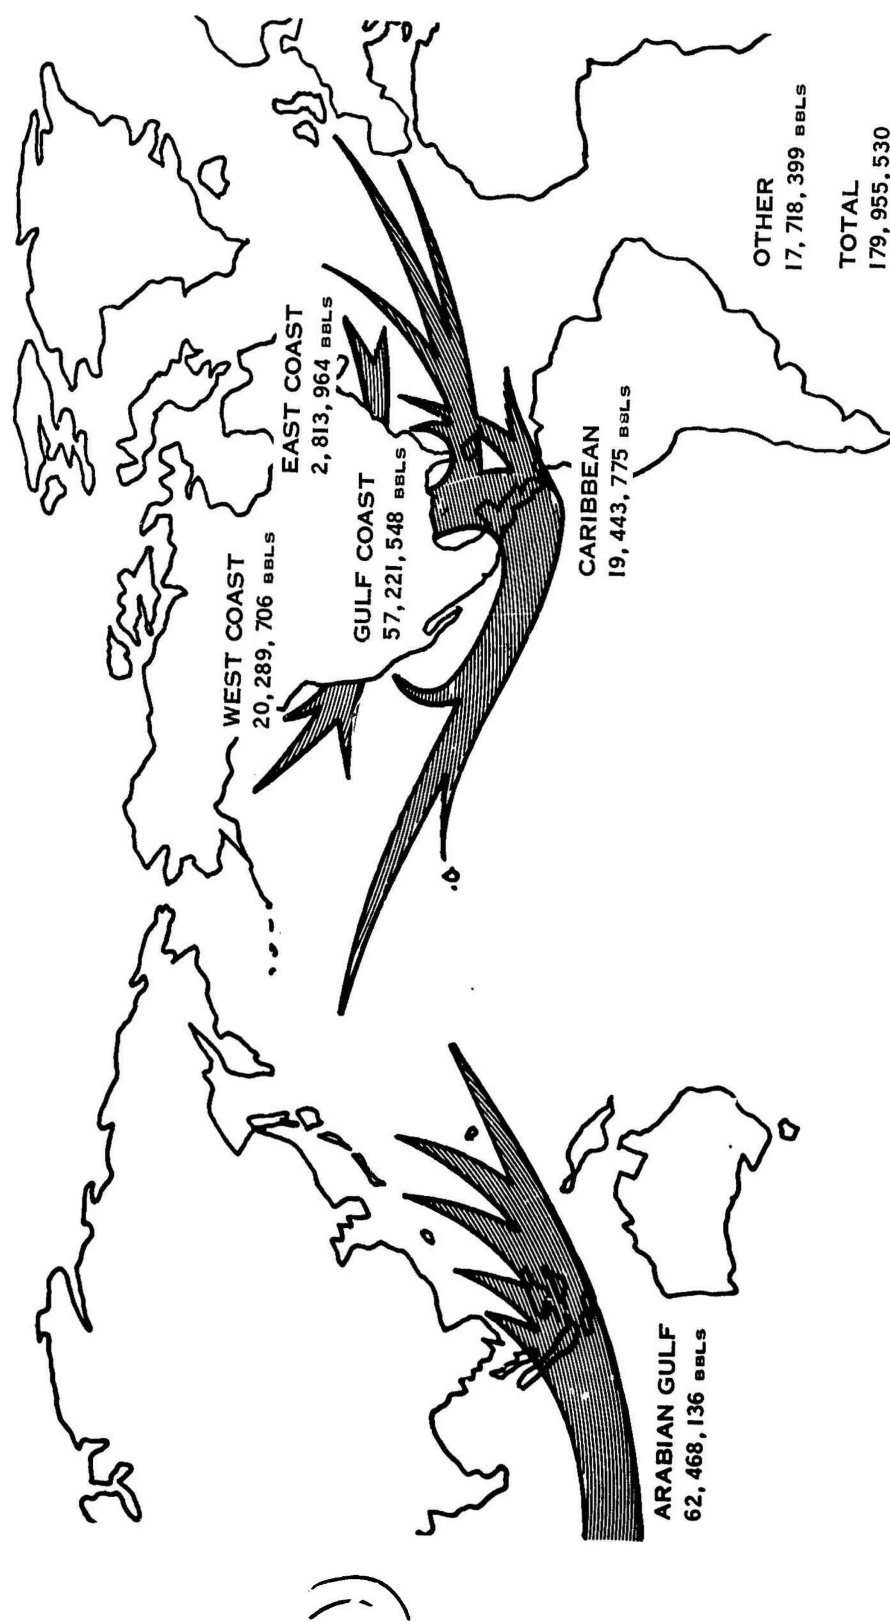 WEST COAST
20,289,706 BBLS
EAST COAST
2,813,964 BBLS
GULF COAST
57,221,548 BBLS
CARIBBEAN
19,443,775 BBLS
ARABIAN GULF
62,468,136 BBLS
OTHER
17,718,399 BBLS
TOTAL
179,955,530